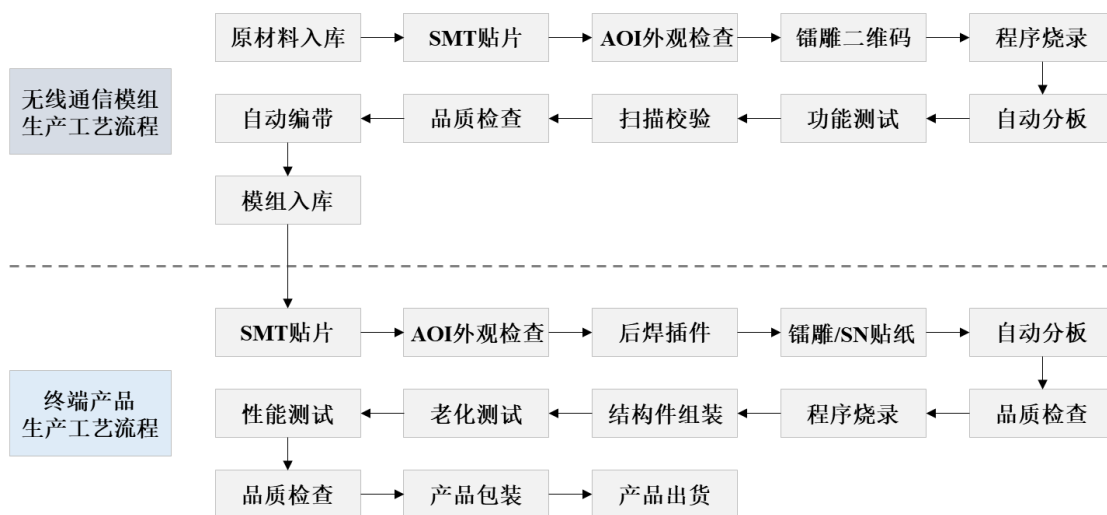 原材料入库
SMT贴片
AOI外观检查
镭雕二维码
程序烧录
无线通信模组
生产工艺流程
自动编带
品质检查
扫描校验
功能测试
自动分板
模组入库
SMT贴片
AOI外观检查
后焊插件
镭雕/SN贴纸
自动分板
终端产品
生产工艺流程
性能测试
老化测试
结构件组装
程序烧录
品质检查
品质检查
产品包装
产品出货